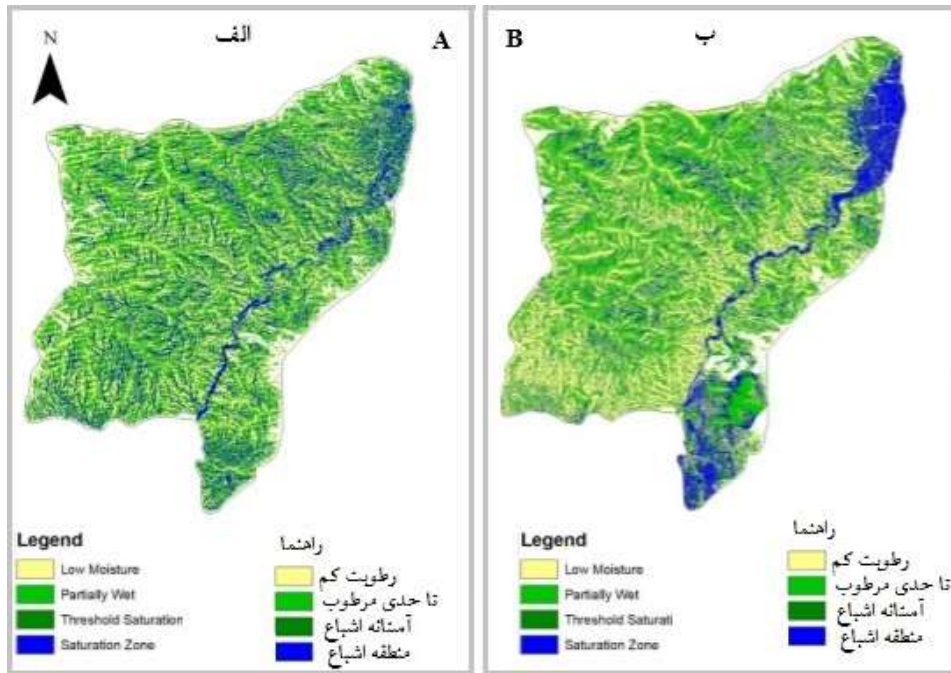 الف
A
N
Legend
Low Moisture
Partially Wet
Threshold Saturation
Saturation Zone
راهنما
رطوبت کم
تا حدی مرطوب
آستانه اشباع
منطقه اشباع
B
ب
Legend
Low Moisture
Partially Wet
Threshold Saturati
Saturation Zone
راهنما
رطوبت کم
تا حدی مرطوب
آستانه اشباع
منطقه اشباع